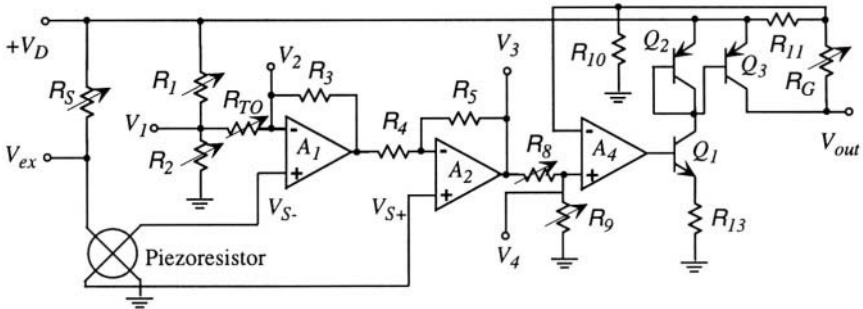 +V_D
R_S
V_ex
R_1
V_1
R_2
R_TO
V_2
R_3
-
A_1
+
V_S-
R_4
R_5
V_3
-
A_2
+
V_S+
R_8
V_4
R_9
R_10
-
A_4
+
Q_2
Q_3
Q_1
R_13
R_11
R_G
V_out
Piezoresistor